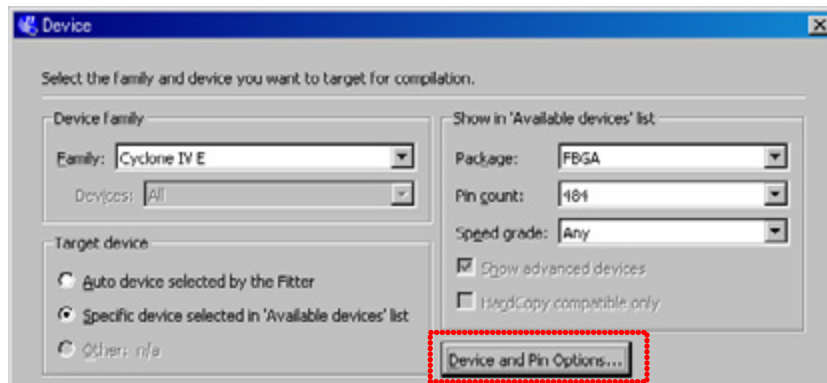 Device
Select the family and device you want to target for compilation.
Device family
Family: Cyclone IV E
Devices: All
Target device
Auto device selected by the Fitter
Specific device selected in 'Available devices' list
Other: n/a
Show in 'Available devices' list
Package: FBGA
Pin count: 484
Speed grade: Any
Show advanced devices
HardCopy compatible only
Device and Pin Options...